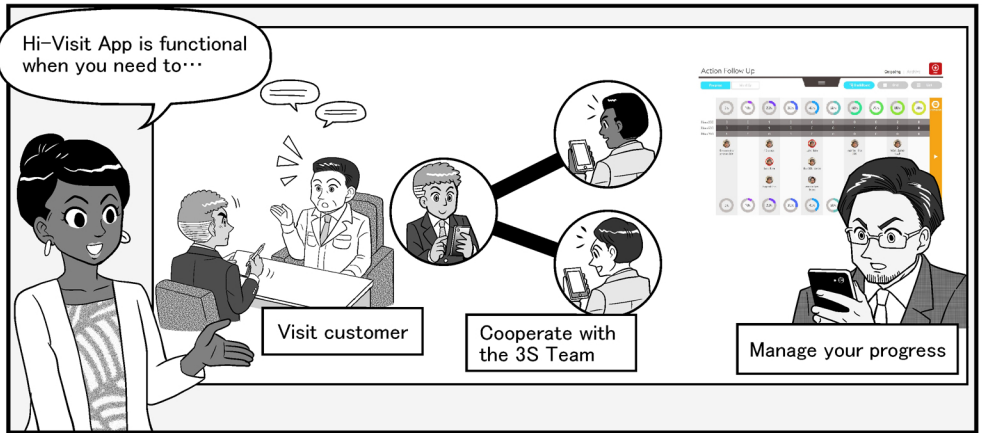 Hi-Visit App is functional
when you need to…
Action Follow Up
Ongoing
Visit customer
Cooperate with
the 3S Team
Manage your progress